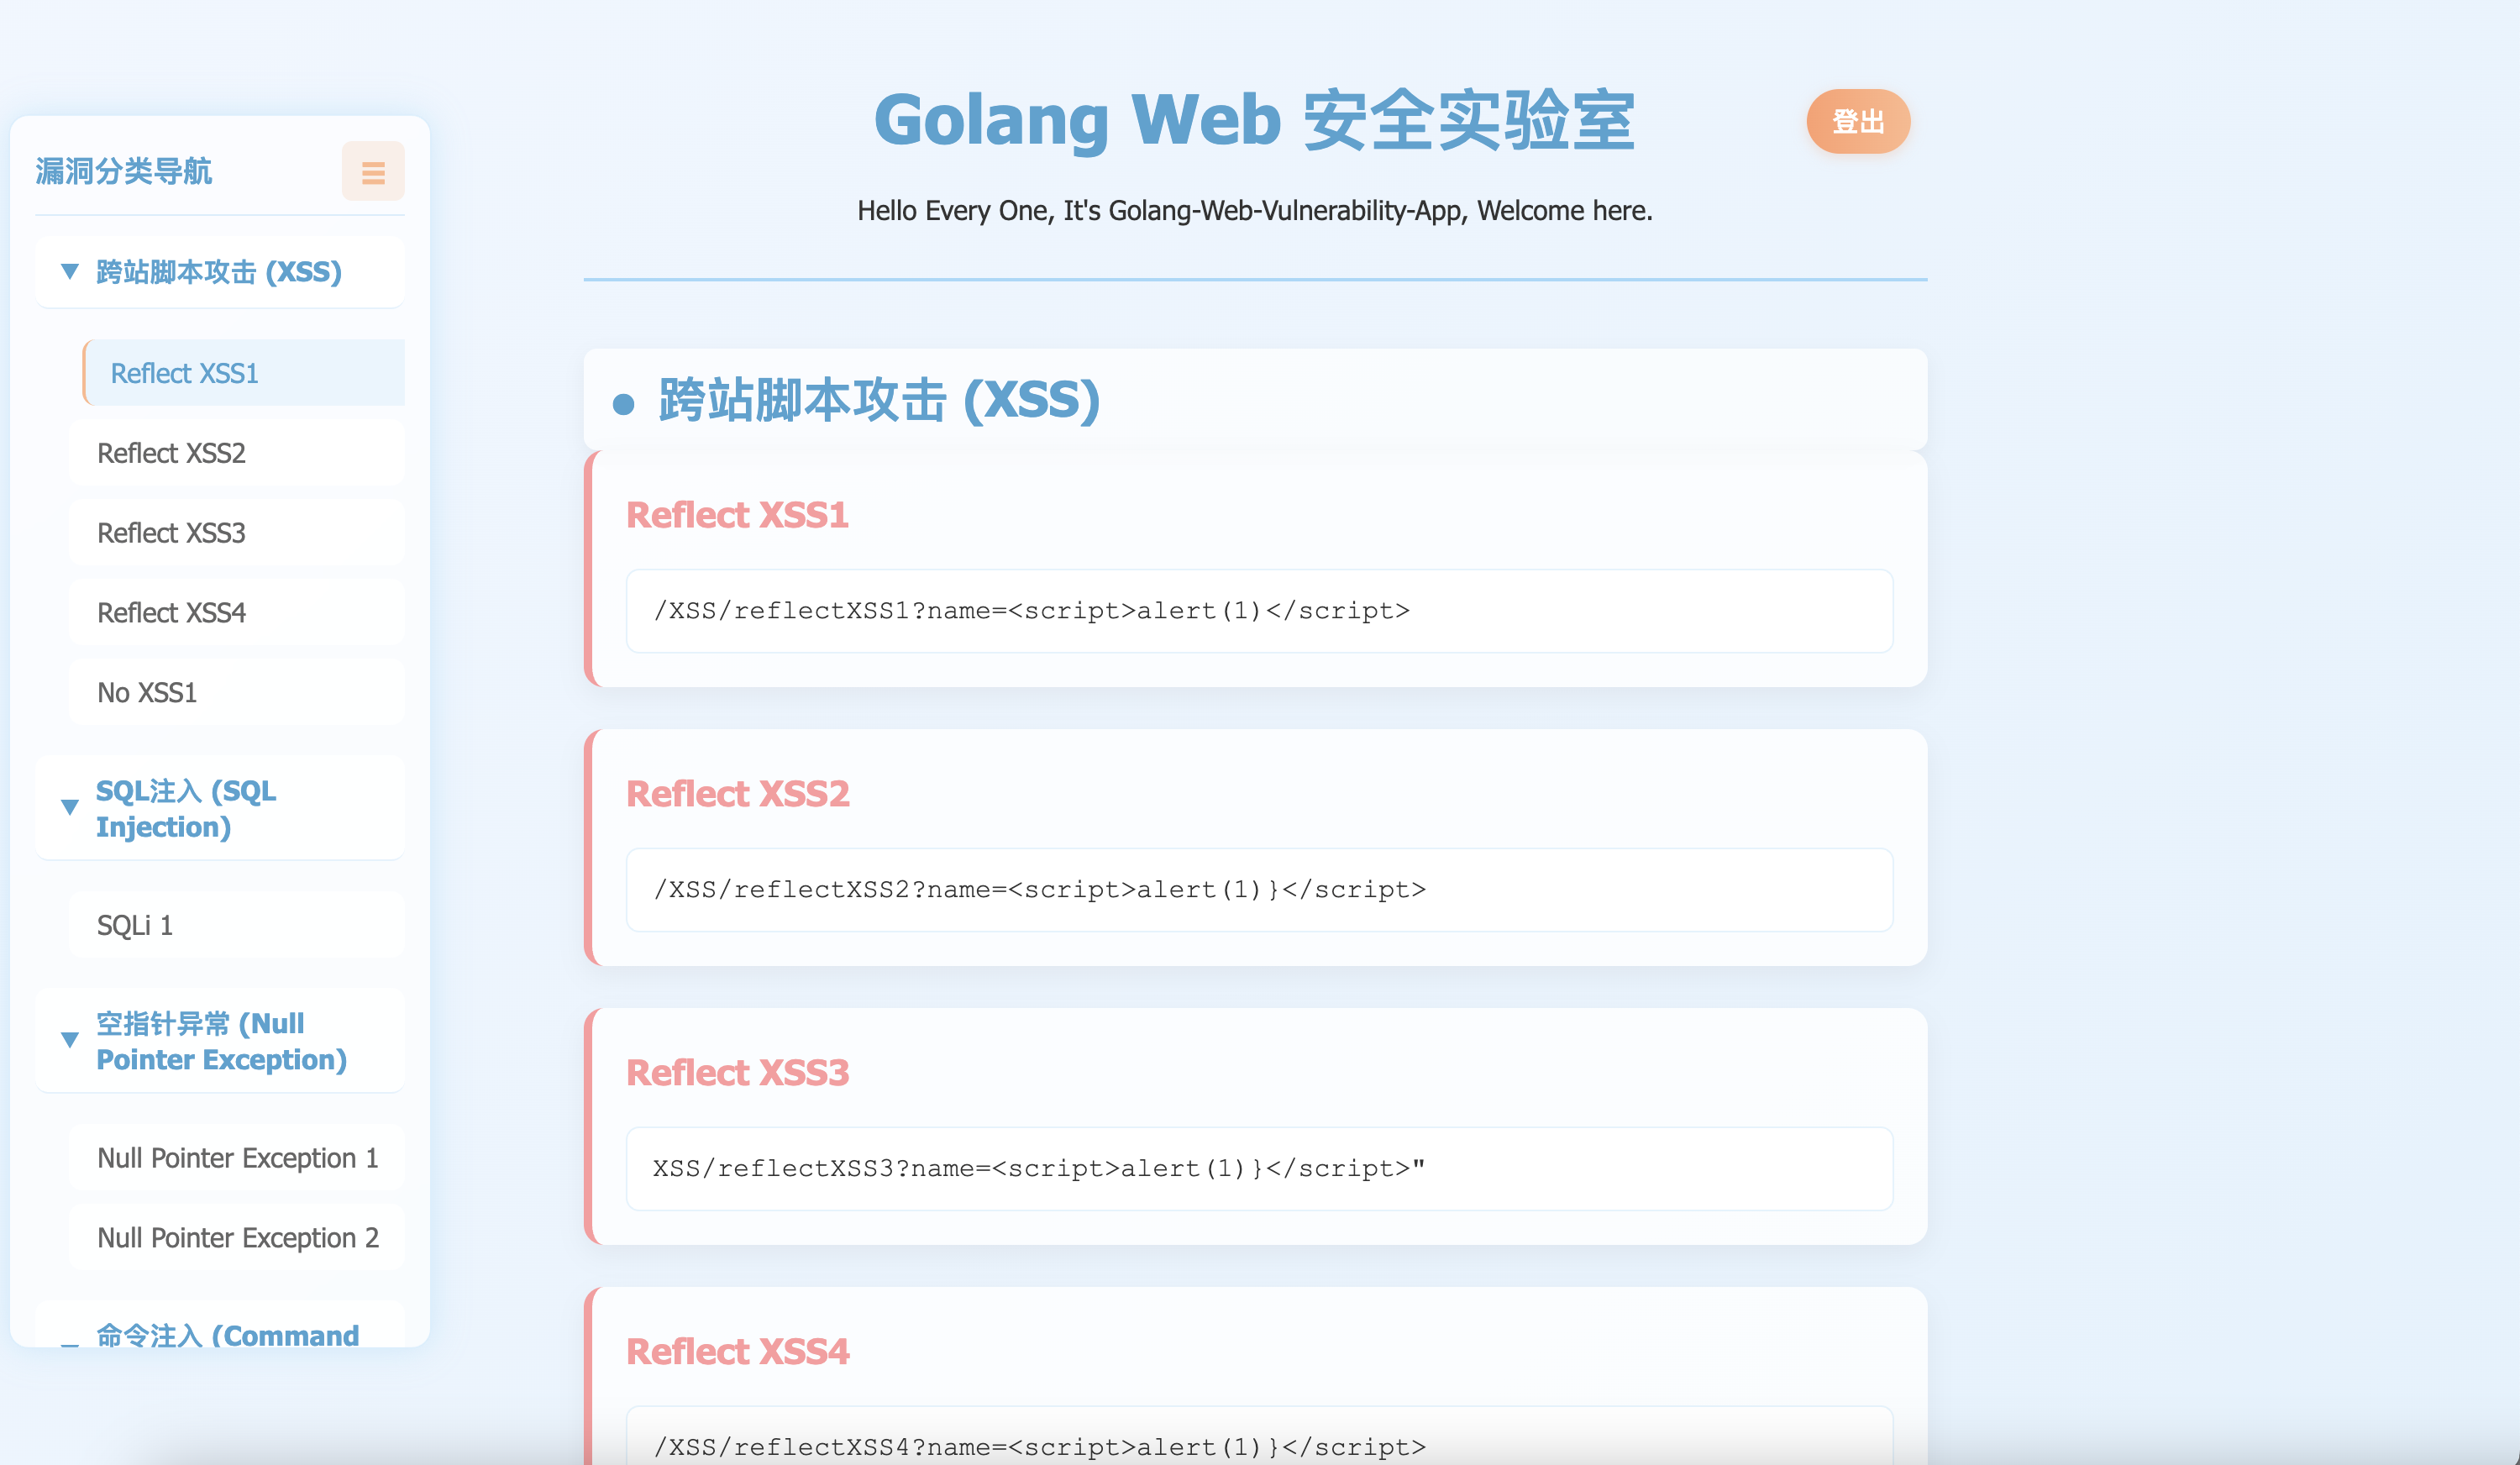 Golang Web 安全实验室
登出
Hello Every One, It's Golang-Web-Vulnerability-App, Welcome here.
漏洞分类导航
跨站脚本攻击 (XSS)
Reflect XSS1
Reflect XSS2
Reflect XSS3
Reflect XSS4
No XSS1
SQL注入 (SQL
Injection)
SQLi 1
空指针异常 (Null
Pointer Exception)
Null Pointer Exception 1
Null Pointer Exception 2
命令注入 (Command
跨站脚本攻击 (XSS)
Reflect XSS1
/XSS/reflectXSS1?name=<script>alert(1)</script>
Reflect XSS2
/XSS/reflectXSS2?name=<script>alert(1)}</script>
Reflect XSS3
XSS/reflectXSS3?name=<script>alert(1)}</script>"
Reflect XSS4
/XSS/reflectXSS4?name=<script>alert(1)}</script>